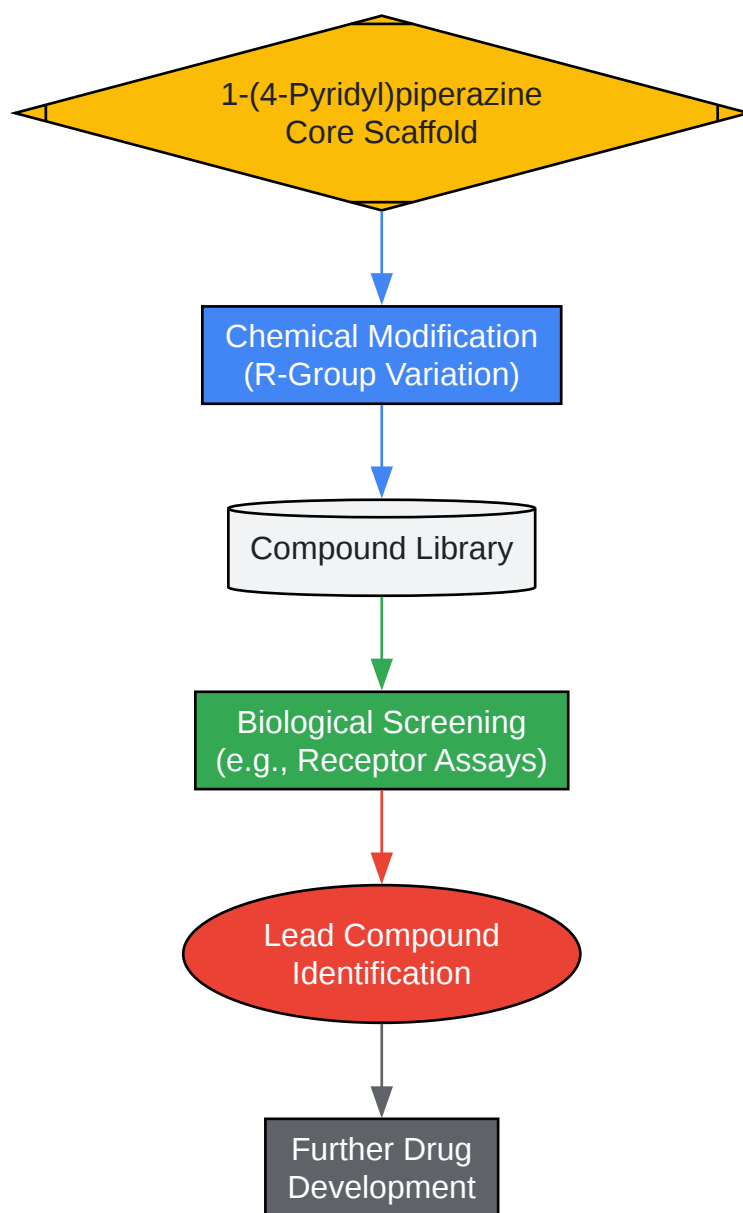 1-(4-Pyridyl)piperazine
Core Scaffold
Chemical Modification
(R-Group Variation)
Compound Library
Biological Screening
(e.g., Receptor Assays)
Lead Compound
Identification
Further Drug
Development